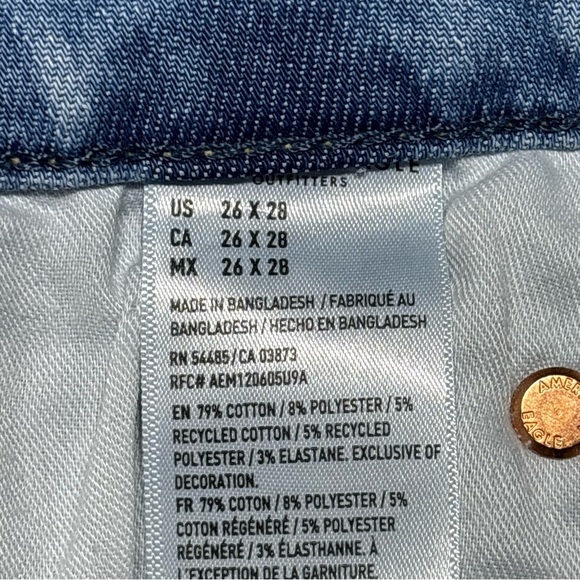 OUTFITTERS
US 26 X 28
CA 26 X 28
MX 26 X 28
MADE IN BANGLADESH / FABRIQUÉ AU
BANGLADESH / HECHO EN BANGLADESH
RN 54485/CA 03873
RFC# AEM120605U9A
EN 79% COTTON / 8% POLYESTER / 5%
RECYCLED COTTON / 5% RECYCLED
POLYESTER / 3% ELASTANE. EXCLUSIVE OF
DECORATION.
FR 79% COTON / 8% POLYESTER / 5%
COTON RÉGÉNÉRÉ / 5% POLYESTER
RÉGÉNÉRÉ / 3% ÉLASTHANNE. À
L'EXCEPTION DE LA GARNITURE.
AMER
EAGLE